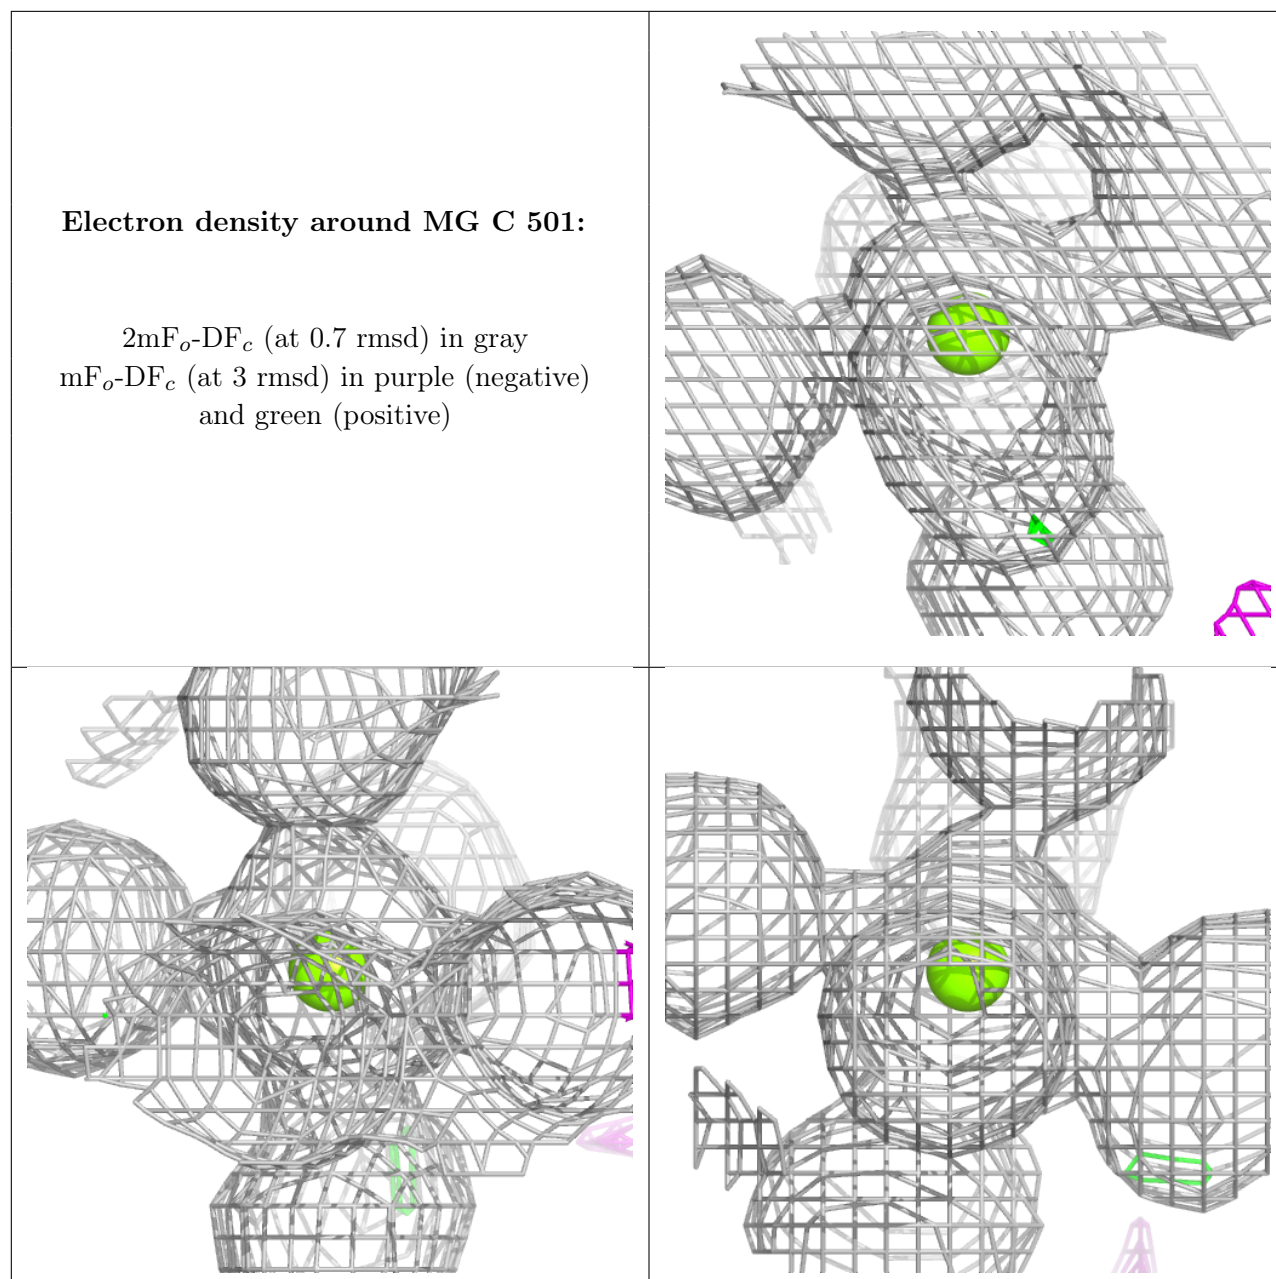 Electron density around MG C 501:
2mFo-DFc (at 0.7 rmsd) in gray
mFo-DFc (at 3 rmsd) in purple (negative)
and green (positive)